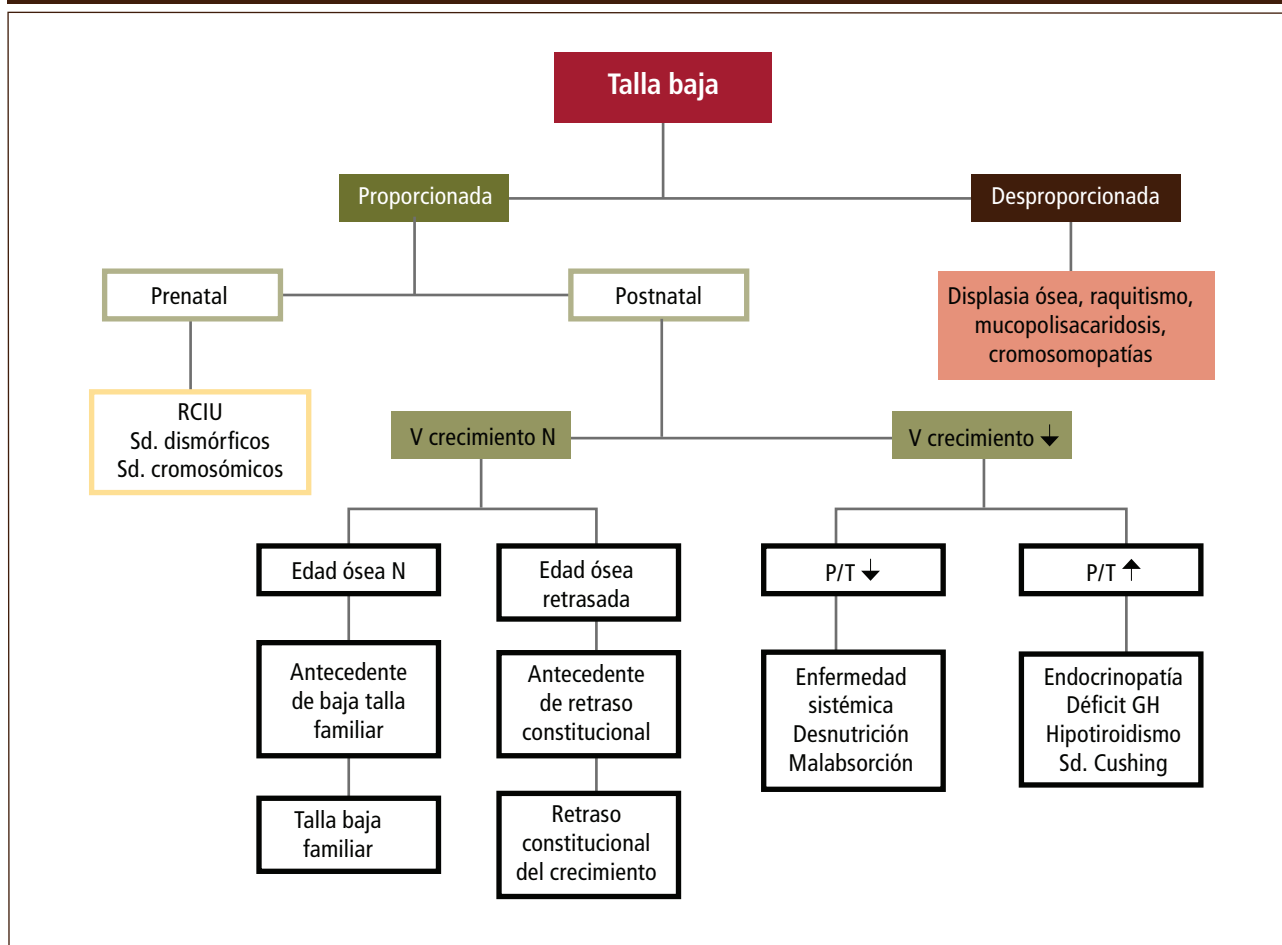 Talla baja
Proporcionada
Desproporcionada
Prenatal
Postnatal
Displasia ósea, raquitismo,
mucopolisacaridosis,
cromosomopatías
RCIU
Sd. dismórficos
Sd. cromosómicos
V crecimiento N
V crecimiento ↓
Edad ósea N
Edad ósea
retrasada
P/T ↓
P/T ↑
Antecedente
de baja talla
familiar
Antecedente
de retraso
constitucional
Enfermedad
sistémica
Desnutrición
Malabsorción
Endocrinopatía
Déficit GH
Hipotiroidismo
Sd. Cushing
Talla baja
familiar
Retraso
constitucional
del crecimiento